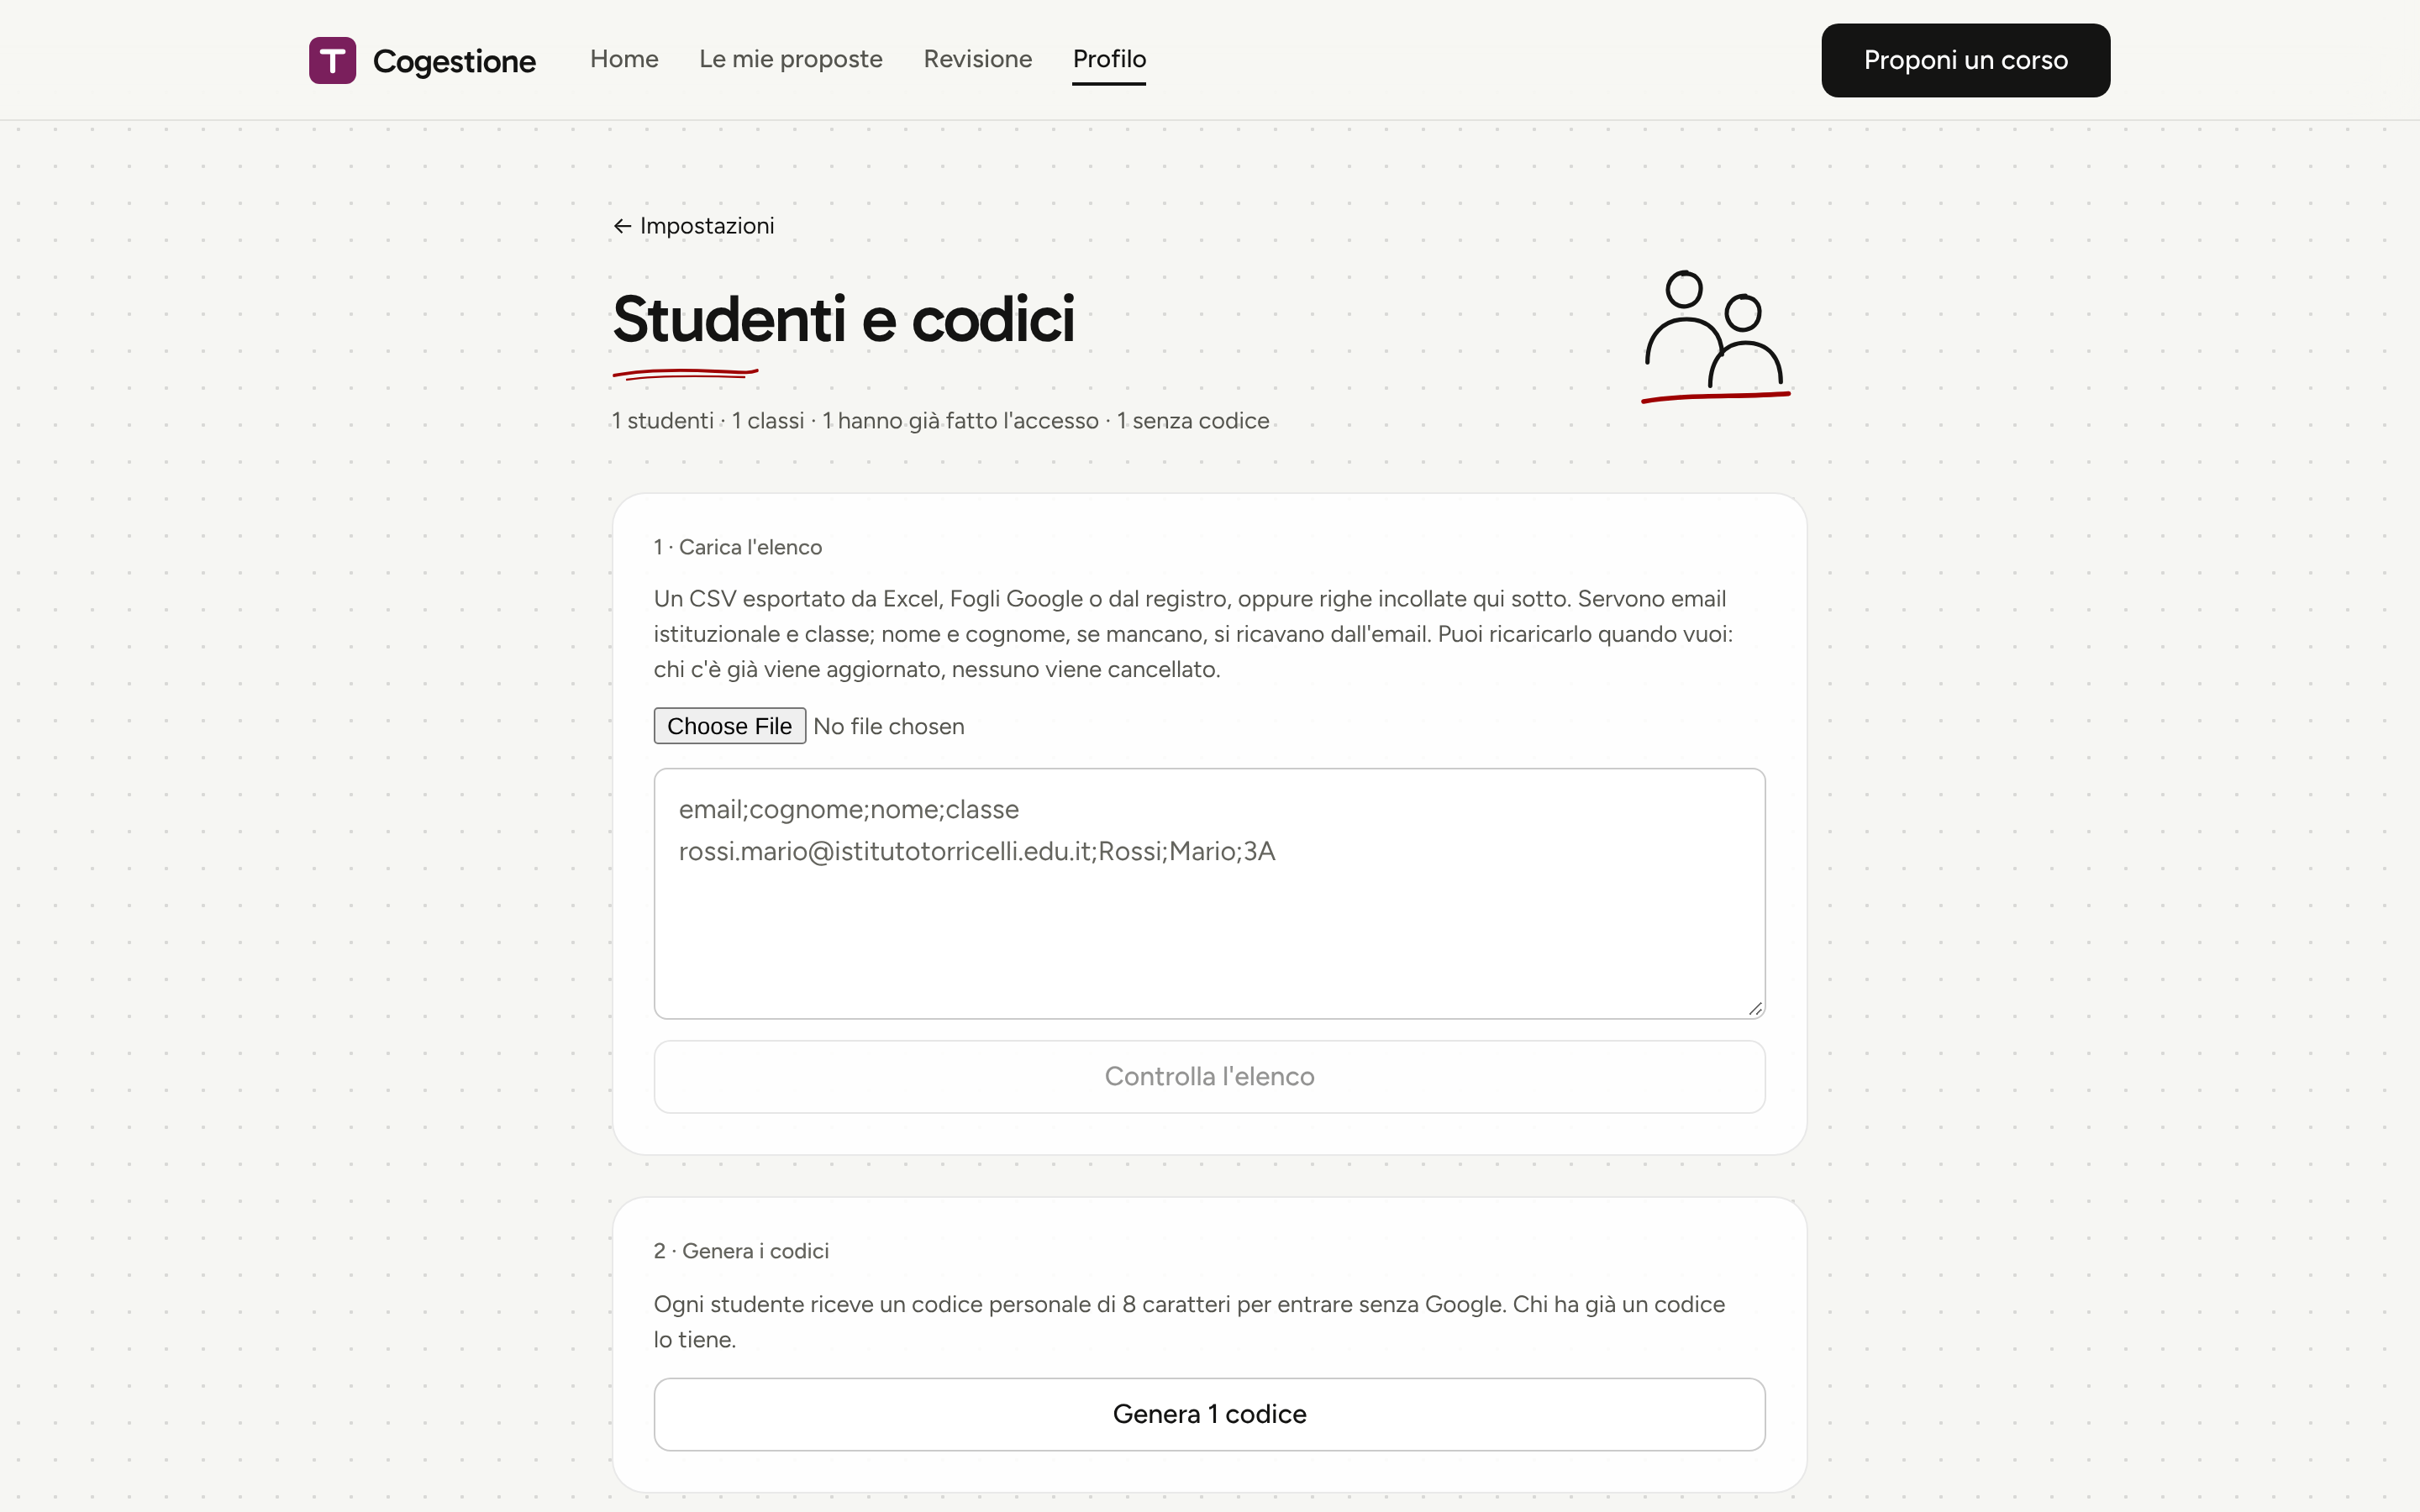 T Cogestione Home Le mie proposte Revisione Profilo Proponi un corso
← Impostazioni
Studenti e codici
1 studenti · 1 classi · 1 hanno già fatto l'accesso · 1 senza codice
1 · Carica l'elenco
Un CSV esportato da Excel, Fogli Google o dal registro, oppure righe incollate qui sotto. Servono email
istituzionale e classe; nome e cognome, se mancano, si ricavano dall'email. Puoi ricaricarlo quando vuoi:
chi c'è già viene aggiornato, nessuno viene cancellato.
Choose File No file chosen
email;cognome;nome;classe
rossi.mario@istitutotorricelli.edu.it;Rossi;Mario;3A
Controlla l'elenco
2 · Genera i codici
Ogni studente riceve un codice personale di 8 caratteri per entrare senza Google. Chi ha già un codice
lo tiene.
Genera 1 codice